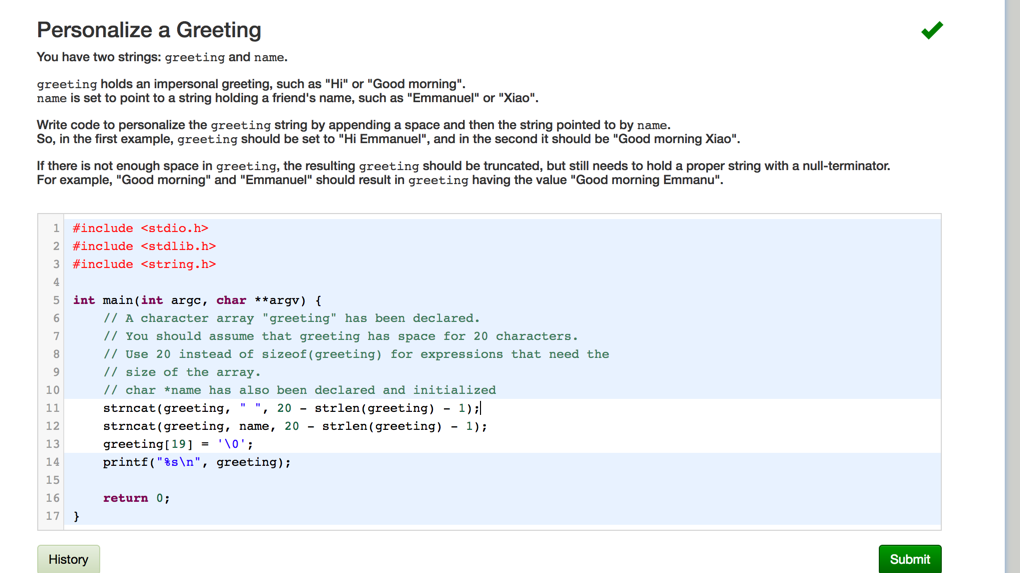 Personalize a Greeting
You have two strings: greeting and name.
greeting holds an impersonal greeting, such as "Hi" or "Good morning".
name is set to point to a string holding a friend's name, such as "Emmanuel" or "Xiao".
Write code to personalize the greeting string by appending a space and then the string pointed to by name.
So, in the first example, greeting should be set to "Hi Emmanuel", and in the second it should be "Good morning Xiao".
If there is not enough space in greeting, the resulting greeting should be truncated, but still needs to hold a proper string with a null-terminator.
For example, "Good morning" and "Emmanuel" should result in greeting having the value "Good morning Emmanu".
1 #include <stdio.h>
2 #include <stdlib.h>
3 #include <string.h>
4
5 int main(int argc, char **argv) {
6     // A character array "greeting" has been declared.
7     // You should assume that greeting has space for 20 characters.
8     // Use 20 instead of sizeof(greeting) for expressions that need the
9     // size of the array.
10     // char *name has also been declared and initialized
11     strncat(greeting, " ", 20 - strlen(greeting) - 1);
12     strncat(greeting, name, 20 - strlen(greeting) - 1);
13     greeting[19] = '\0';
14     printf("%s\n", greeting);
15
16     return 0;
17 }
History
Submit